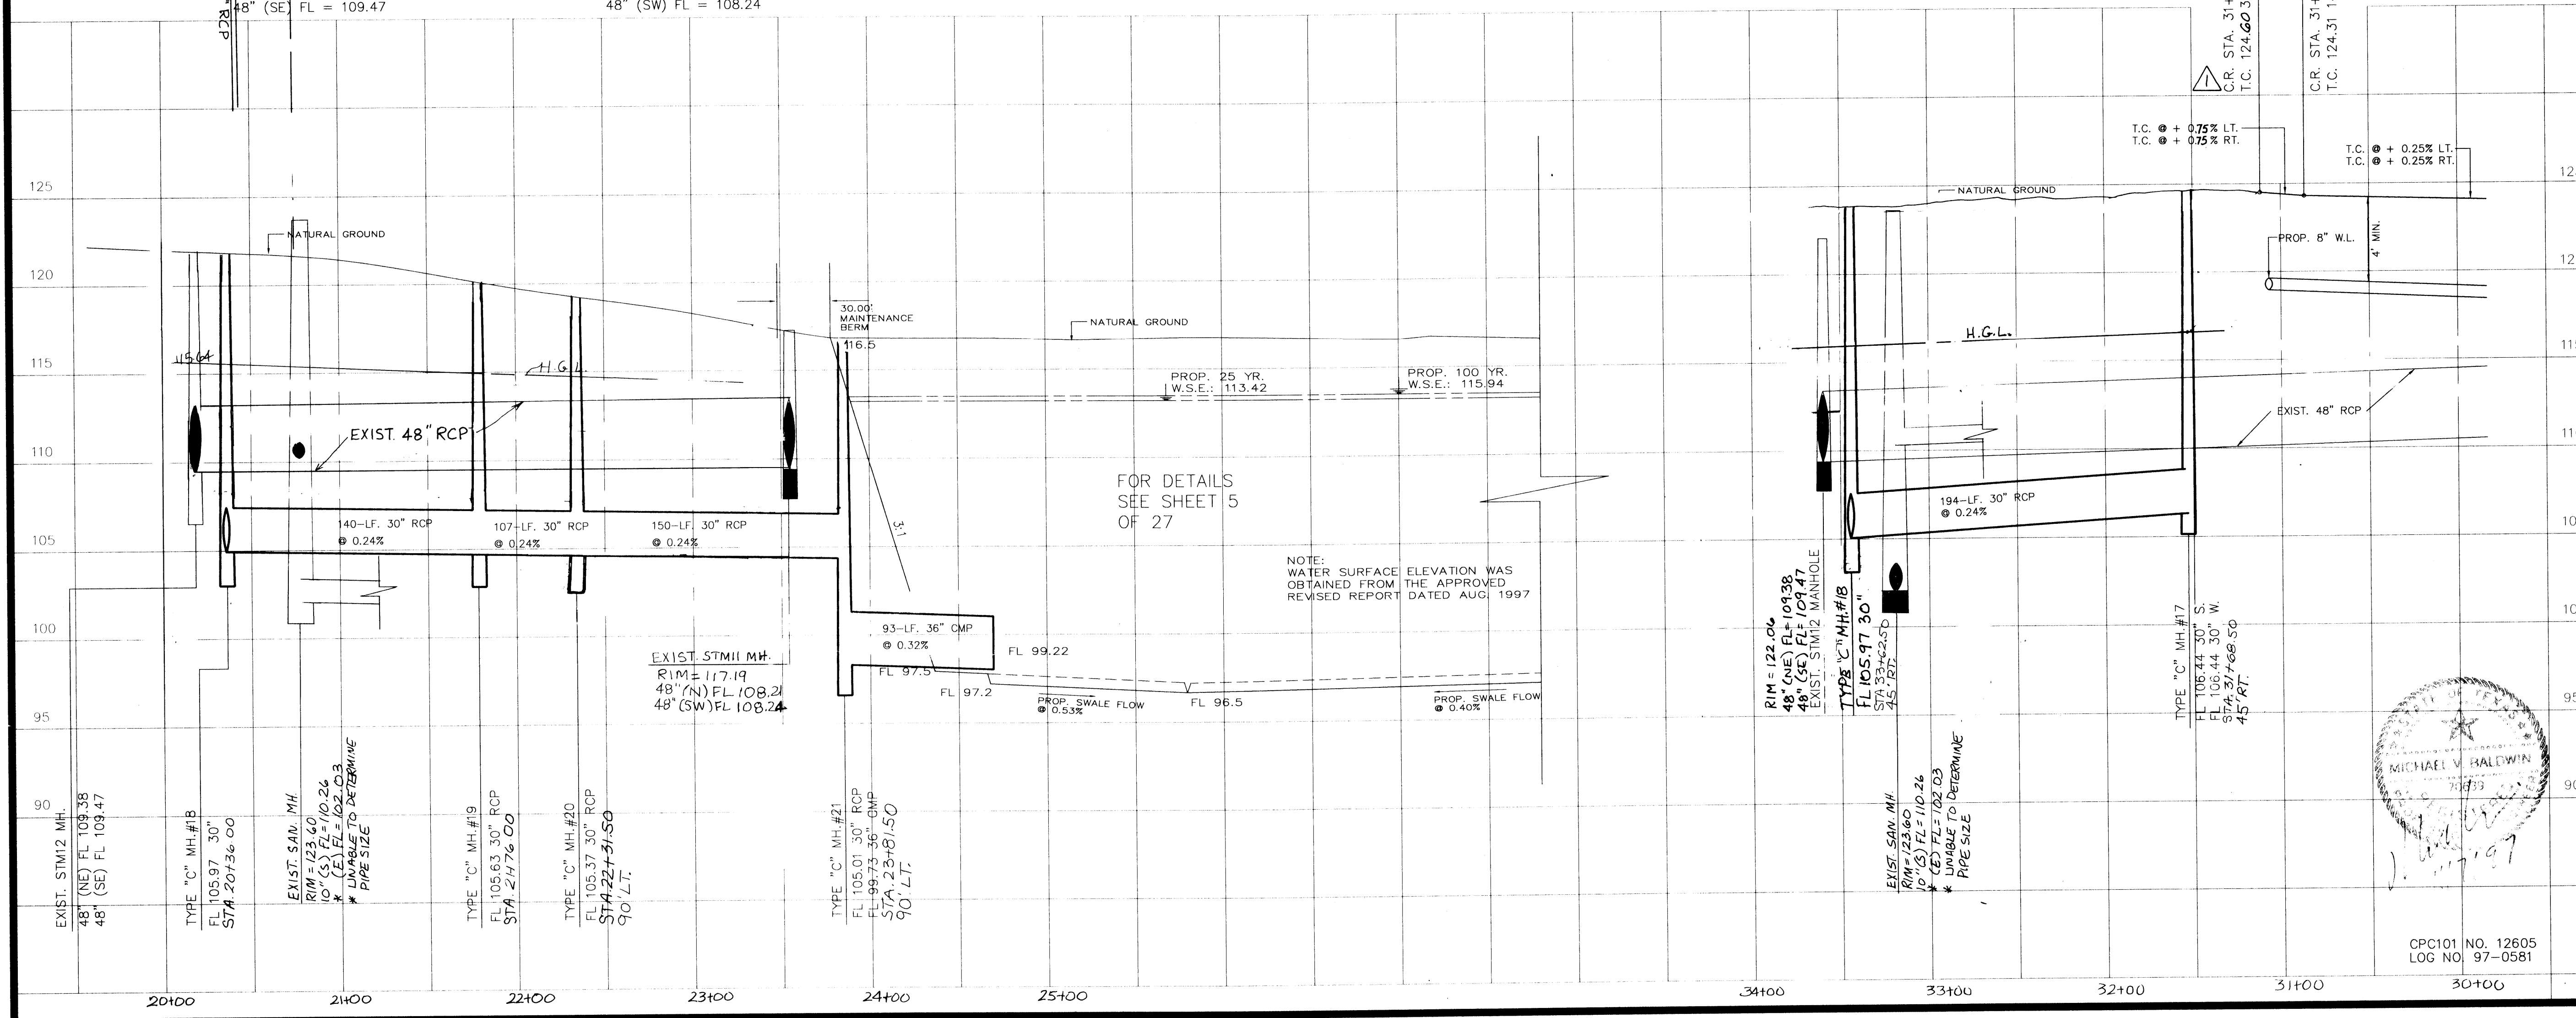 48" (SE) FL = 109.47
48" (SW) FL = 108.24
" RCP
C.R. STA. 31+
T.C. 124.60
C.R. STA. 31+
T.C. 124.31
1
T.C. @ + 0.75% LT.
T.C. @ + 0.75% RT.
T.C. @ + 0.25% LT.
T.C. @ + 0.25% RT.
125
120
115
110
105
100
95
90
NATURAL GROUND
115.64
H.G.L.
EXIST. 48" RCP
140-LF. 30" RCP
@ 0.24%
107-LF. 30" RCP
@ 0.24%
150-LF. 30" RCP
@ 0.24%
30.00'
MAINTENANCE
BERM
116.5
NATURAL GROUND
PROP. 25 YR.
W.S.E.: 113.42
PROP. 100 YR.
W.S.E.: 115.94
3:1
FOR DETAILS
SEE SHEET 5
OF 27
NOTE:
WATER SURFACE ELEVATION WAS
OBTAINED FROM THE APPROVED
REVISED REPORT DATED AUG. 1997
93-LF. 36" CMP
@ 0.32%
FL 99.22
FL 97.5
FL 97.2
PROP. SWALE FLOW
@ 0.53%
FL 96.5
PROP. SWALE FLOW
@ 0.40%
EXIST. STM11 MH.
RIM = 117.19
48" (N) FL 108.21
48" (SW) FL 108.24
EXIST. STM12 MH.
48" (NE) FL 109.38
48" (SE) FL 109.47
TYPE "C" MH.#18
FL 105.97 30"
STA. 20+36.00
EXIST. SAN. MH.
RIM = 123.60
10" (S) FL = 110.26
* (E) FL = 102.03
* UNABLE TO DETERMINE
PIPE SIZE
TYPE "C" MH.#19
FL 105.63 30" RCP
STA 21+76.00
TYPE "C" MH.#20
FL 105.37 30" RCP
STA.22+31.50
90' LT.
TYPE "C" MH.#21
FL 105.01 30" RCP
FL 99.73 36" CMP
STA.23+81.50
90' LT.
NATURAL GROUND
PROP. 8" W.L.
4' MIN.
H.G.L.
EXIST. 48" RCP
194-LF. 30" RCP
@ 0.24%
RIM = 122.06
48" (NE) FL = 109.38
48" (SE) FL = 109.47
EXIST. STM12 MANHOLE
TYPE "C" MH.#18
FL 105.97 30"
STA 33+62.50
45' RT.
EXIST. SAN. MH.
RIM = 123.60
10" (S) FL = 110.26
* (E) FL = 102.03
* UNABLE TO DETERMINE
PIPE SIZE
TYPE "C" MH.#17
FL 106.44 30" S.
FL 106.44 30" W.
STA.31+68.50
45' RT.
95
90
MICHAEL V. BALDWIN
CPC101 NO. 12605
LOG NO. 97-0581
20+00
21+00
22+00
23+00
24+00
25+00
34+00
33+00
32+00
31+00
30+00